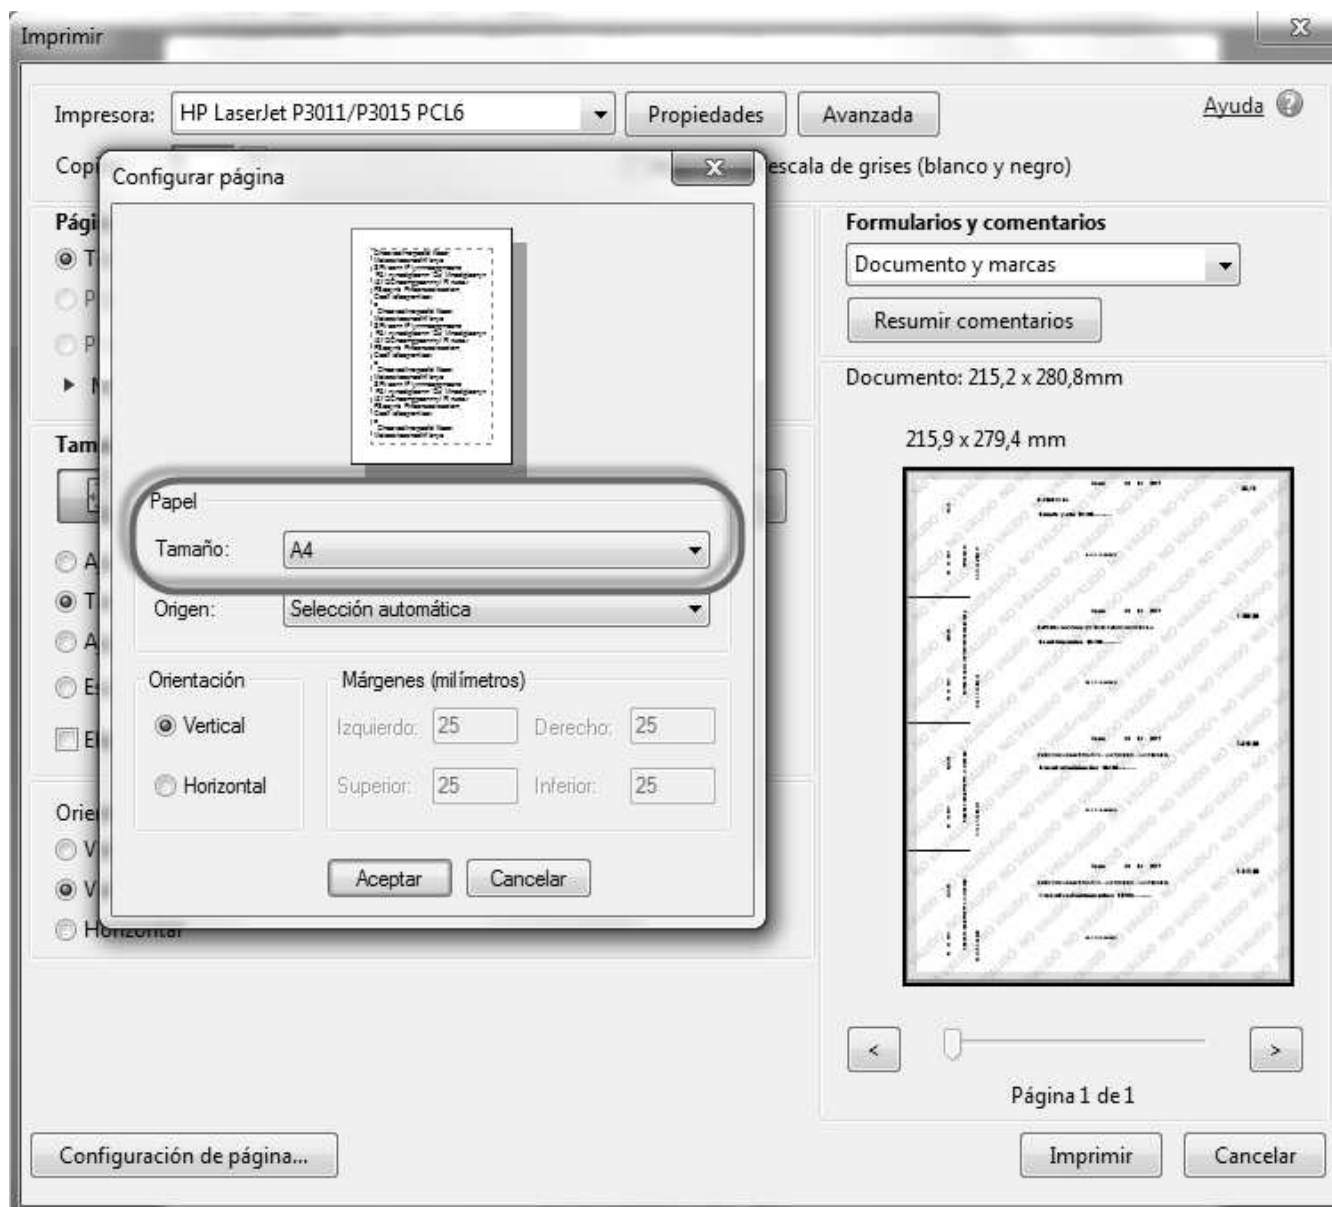 Imprimir
Impresora: HP LaserJet P3011/P3015 PCL6 Propiedades Avanzada Ayuda
escala de grises (blanco y negro)
Configurar página
Papel
Tamaño: A4
Origen: Selección automática
Orientación
Vertical
Horizontal
Márgenes (milímetros)
Izquierdo: 25 Derecho: 25
Superior: 25 Inferior: 25
Aceptar Cancelar
Horizontal
Formularios y comentarios
Documento y marcas
Resumir comentarios
Documento: 215,2 x 280,8mm
215,9 x 279,4 mm
NO VALIDO
< >
Página 1 de 1
Configuración de página... Imprimir Cancelar